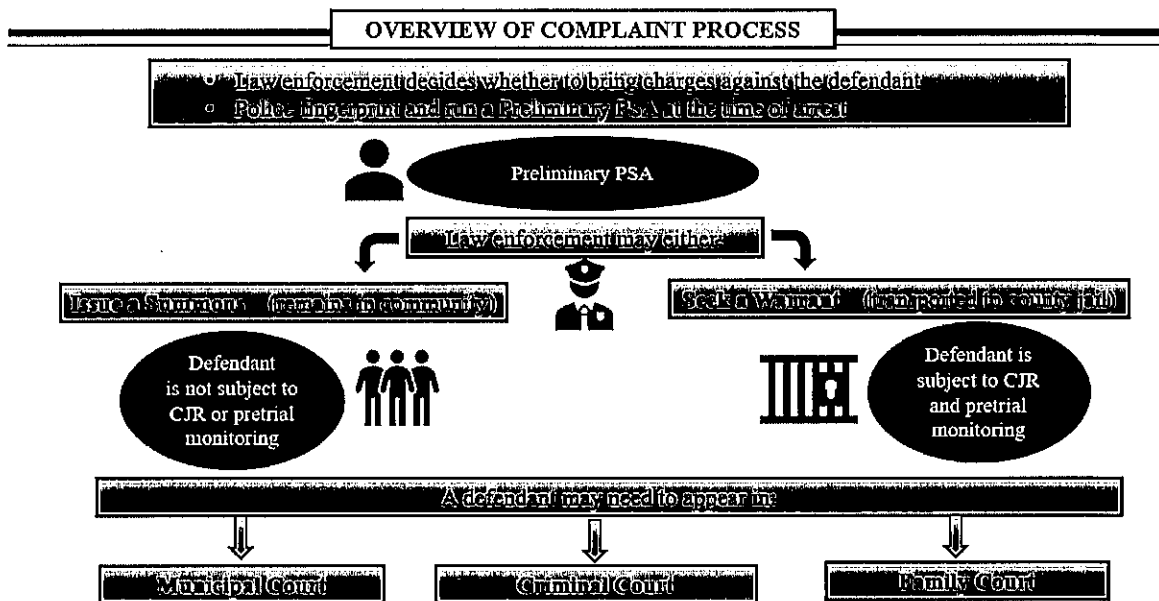 OVERVIEW OF COMPLAINT PROCESS
• Law enforcement decides whether to bring charges against the defendant
• Police fingerprint and run a Preliminary PSA at the time of arrest
Preliminary PSA
Law enforcement may either:
Issue a Summons (remains in community)
Seek a Warrant (transported to county jail)
Defendant
is not subject to
CJR or pretrial
monitoring
Defendant is
subject to CJR
and pretrial
monitoring
A defendant may need to appear in:
Municipal Court
Criminal Court
Family Court